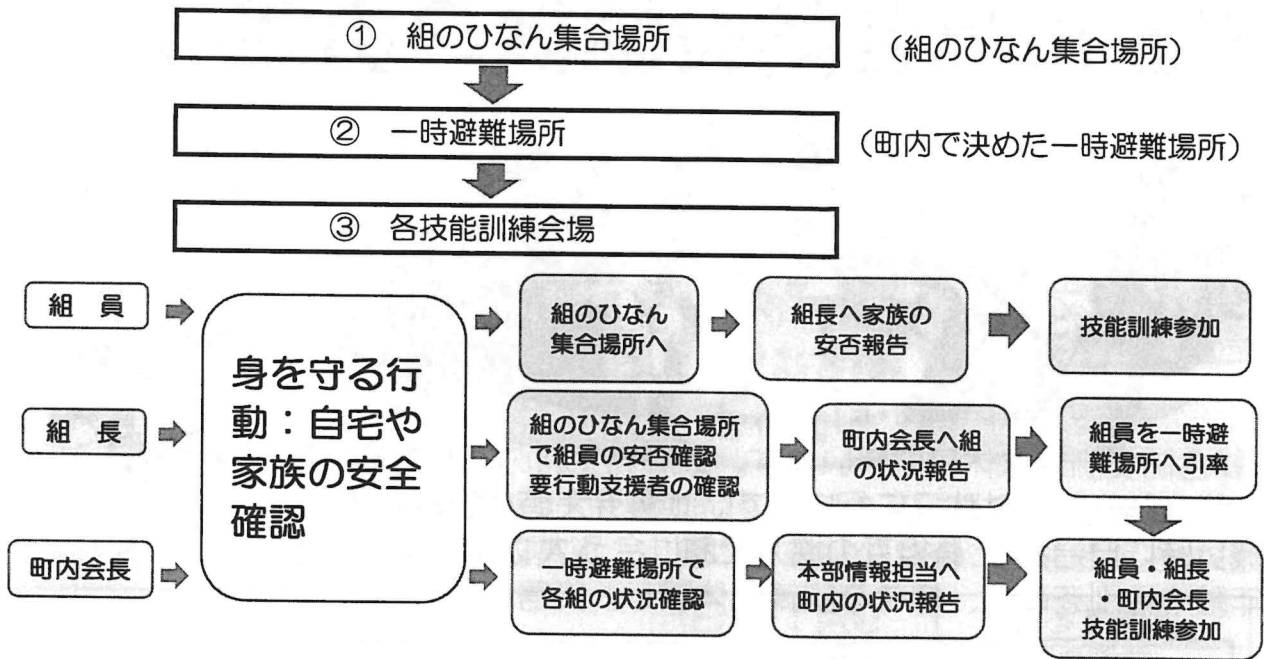 ① 組のひなん集合場所
(組のひなん集合場所)
② 一時避難場所
(町内で決めた一時避難場所)
③ 各技能訓練会場
組 員
組 長
町内会長
身を守る行
動:自宅や
家族の安全
確認
組のひなん
集合場所へ
組長へ家族の
安否報告
技能訓練参加
組のひなん集合場所
で組員の安否確認
要行動支援者の確認
町内会長へ組
の状況報告
組員を一時避
難場所へ引率
一時避難場所で
各組の状況確認
本部情報担当へ
町内の状況報告
組員・組長
・町内会長
技能訓練参加